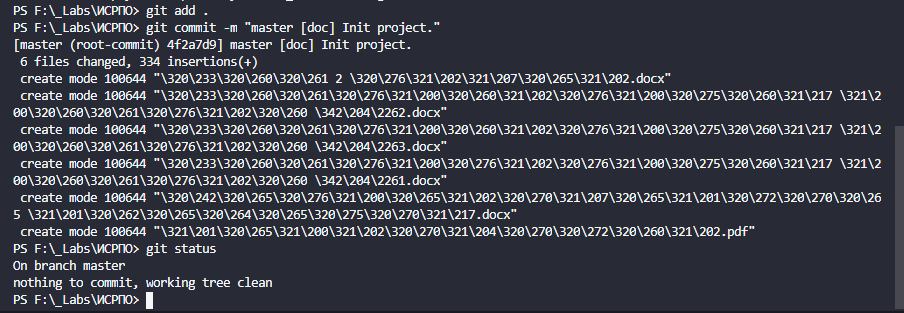 PS F:\_Labs\ИСРПО> git add .
PS F:\_Labs\ИСРПО> git commit -m "master [doc] Init project."
[master (root-commit) 4f2a7d9] master [doc] Init project.
 6 files changed, 334 insertions(+)
 create mode 100644 "\320\233\320\260\320\261 2 \320\276\321\202\321\207\320\265\321\202.docx"
 create mode 100644 "\320\233\320\260\320\261\320\276\321\200\320\260\321\202\320\276\321\200\320\275\320\260\321\217 \321\2
00\320\260\320\261\320\276\321\202\320\260 \342\204\2262.docx"
 create mode 100644 "\320\233\320\260\320\261\320\276\321\200\320\260\321\202\320\276\321\200\320\275\320\260\321\217 \321\2
00\320\260\320\261\320\276\321\202\320\260 \342\204\2263.docx"
 create mode 100644 "\320\233\320\260\320\261\320\276\321\200\320\276\321\202\320\276\321\200\320\275\320\260\321\217 \321\2
00\320\260\320\261\320\276\321\202\320\260 \342\204\2261.docx"
 create mode 100644 "\320\242\320\265\320\276\321\200\320\265\321\202\320\270\321\207\320\265\321\201\320\272\320\270\320\26
5 \321\201\320\262\320\265\320\264\320\265\320\275\320\270\321\217.docx"
 create mode 100644 "\321\201\320\265\321\200\321\202\320\270\321\204\320\270\320\272\320\260\321\202.pdf"
PS F:\_Labs\ИСРПО> git status
On branch master
nothing to commit, working tree clean
PS F:\_Labs\ИСРПО>